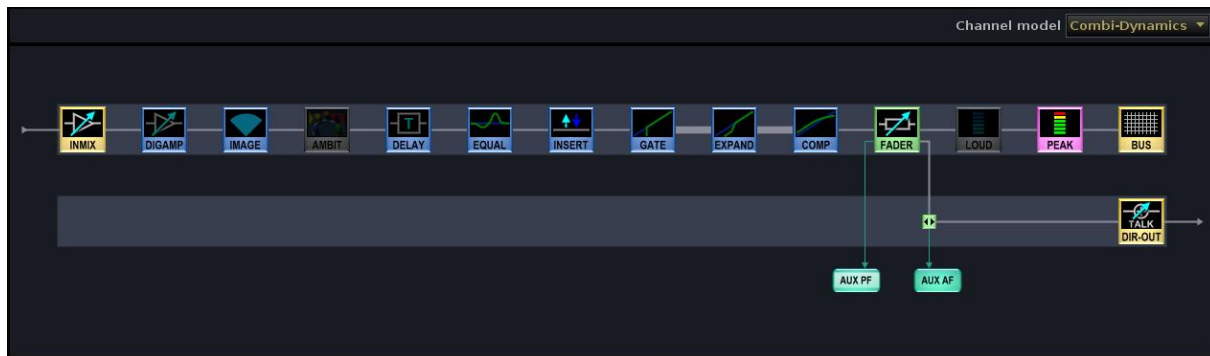 Channel model Combi-Dynamics
INMIX DIGAMP IMAGE AMBIT DELAY EQUAL INSERT GATE EXPAND COMP FADER LOUD PEAK BUS
T
TALK
DIR-OUT
AUX PF AUX AF